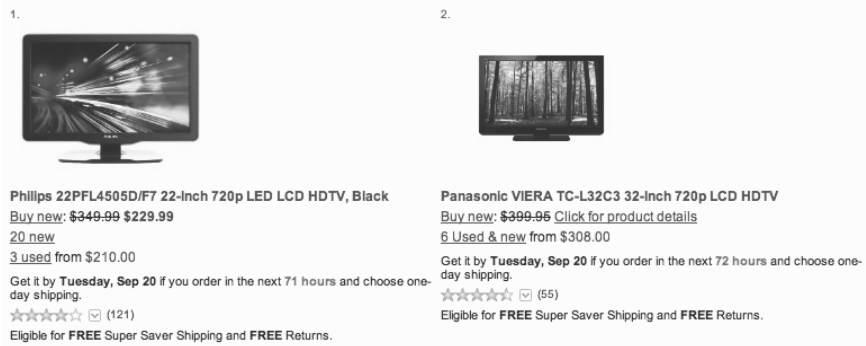 1.
Philips 22PFL4505D/F7 22-Inch 720p LED LCD HDTV, Black
Buy new: $349.99 $229.99
20 new
3 used from $210.00
Get it by Tuesday, Sep 20 if you order in the next 71 hours and choose one-
day shipping.
(121)
Eligible for FREE Super Saver Shipping and FREE Returns.
2.
Panasonic VIERA TC-L32C3 32-Inch 720p LCD HDTV
Buy new: $399.95 Click for product details
6 Used & new from $308.00
Get it by Tuesday, Sep 20 if you order in the next 72 hours and choose one-
day shipping.
(55)
Eligible for FREE Super Saver Shipping and FREE Returns.